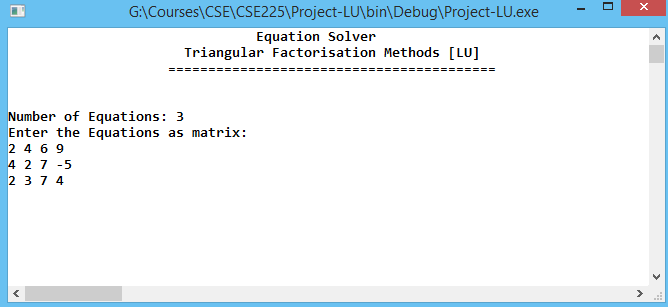 G:\Courses\CSE\CSE225\Project-LU\bin\Debug\Project-LU.exe
Equation Solver
Triangular Factorisation Methods [LU]
=========================================
Number of Equations: 3
Enter the Equations as matrix:
2 4 6 9
4 2 7 -5
2 3 7 4